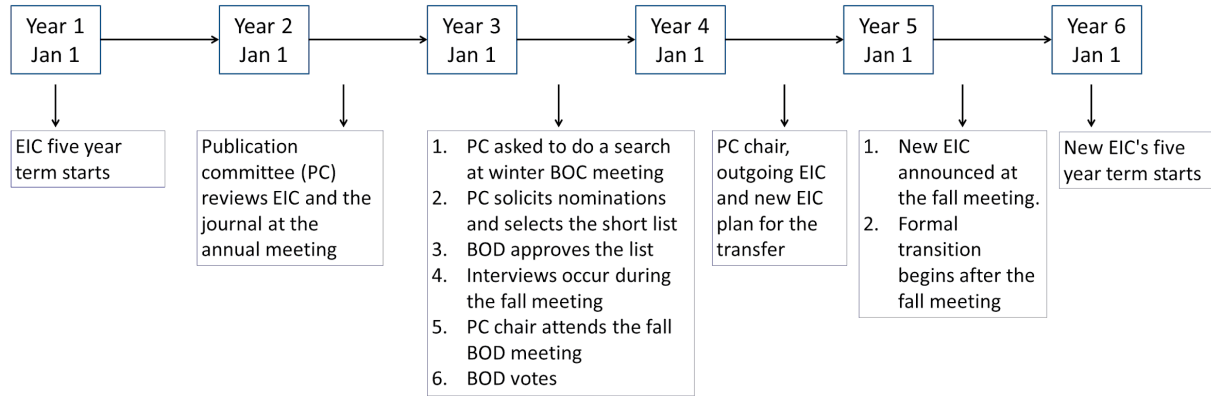 Year 1
Jan 1
Year 2
Jan 1
Year 3
Jan 1
Year 4
Jan 1
Year 5
Jan 1
Year 6
Jan 1
EIC five year
term starts
Publication
committee (PC)
reviews EIC and the
journal at the
annual meeting
1. PC asked to do a search
at winter BOC meeting
2. PC solicits nominations
and selects the short list
3. BOD approves the list
4. Interviews occur during
the fall meeting
5. PC chair attends the fall
BOD meeting
6. BOD votes
PC chair,
outgoing EIC
and new EIC
plan for the
transfer
1. New EIC
announced at
the fall meeting.
2. Formal
transition
begins after the
fall meeting
New EIC's five
year term starts